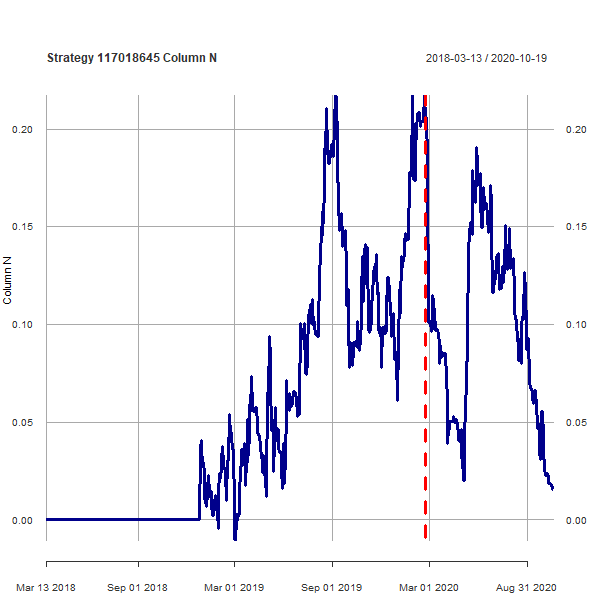 Strategy 117018645 Column N
2018-03-13 / 2020-10-19
0.20
0.20
0.15
0.15
Column N
0.10
0.10
0.05
0.05
0.00
0.00
Mar 13 2018
Sep 01 2018
Mar 01 2019
Sep 01 2019
Mar 01 2020
Aug 31 2020